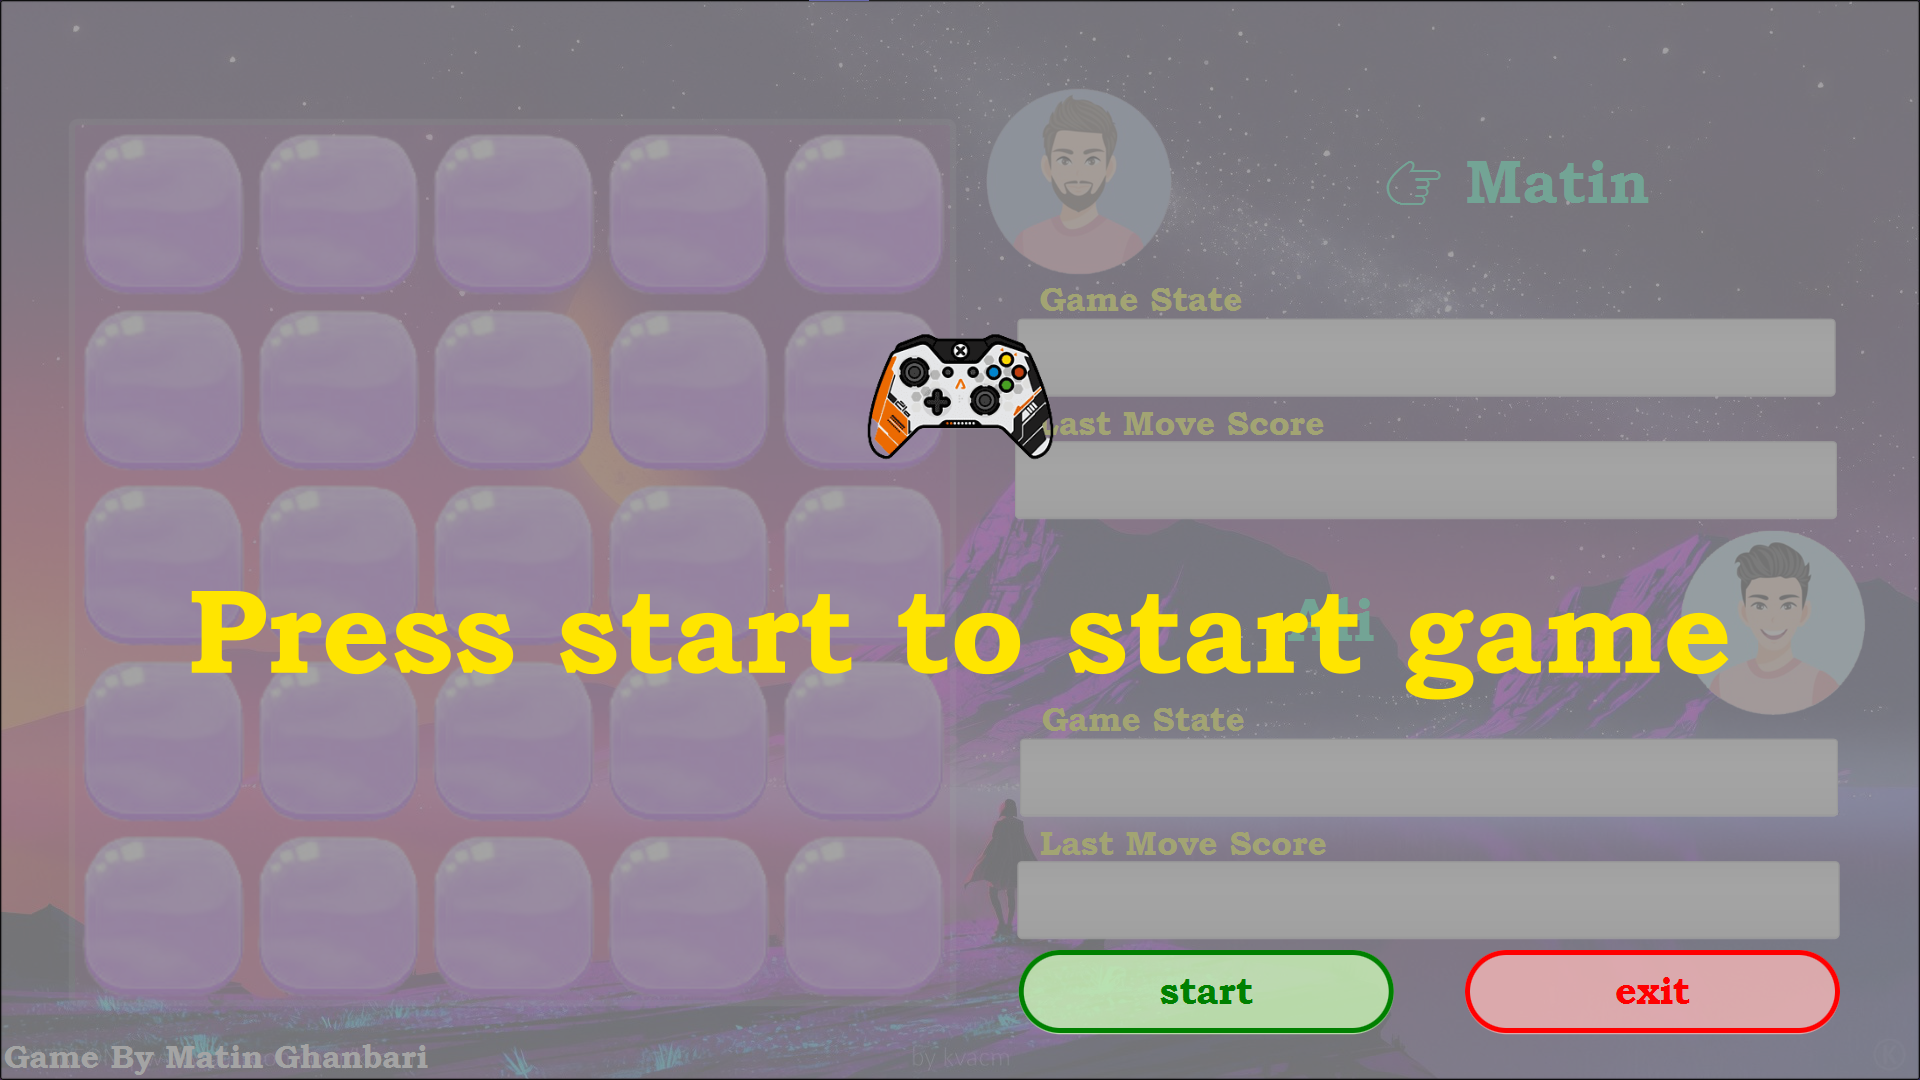 ☞ Matin
Game State
Last Move Score
Press start to start game
Ali
Game State
Last Move Score
start
exit
Game By Matin Ghanbari
by kvacm